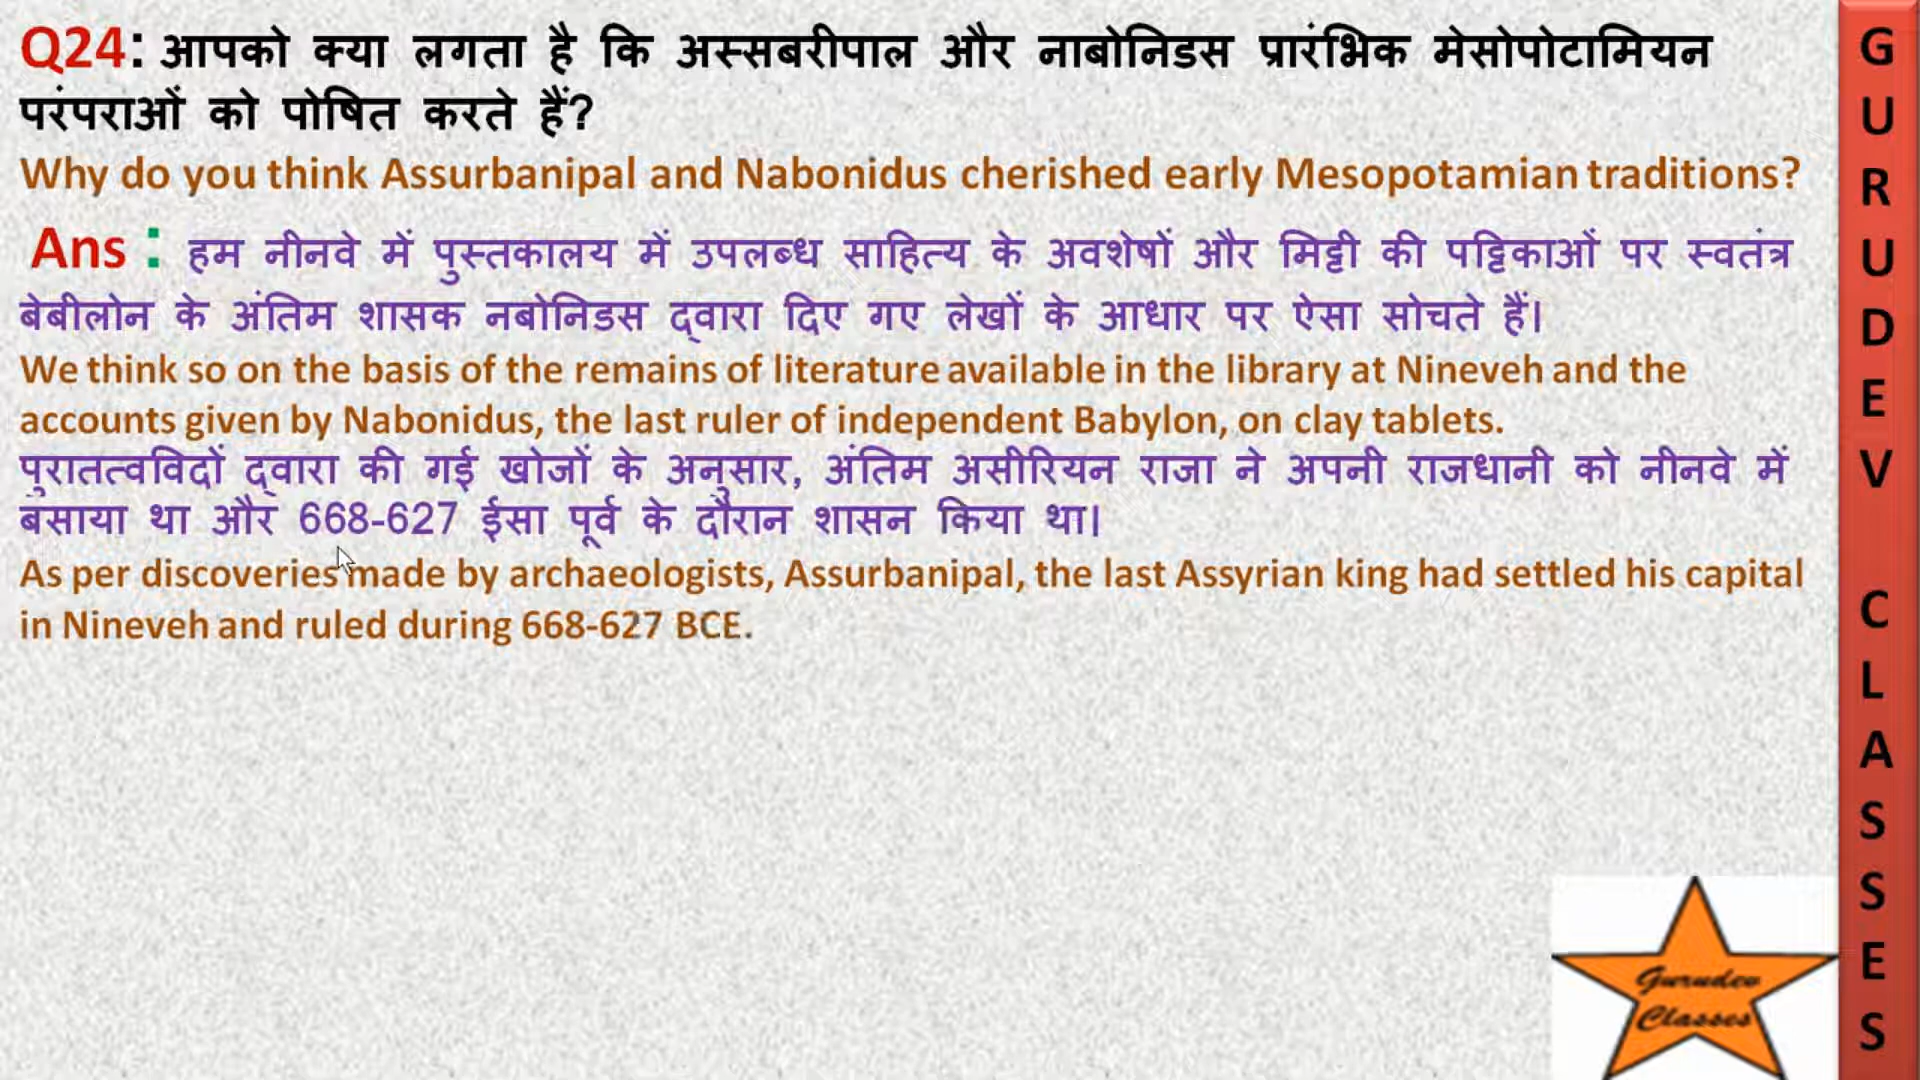 Q24: आपको क्या लगता है कि अस्सबरीपाल और नाबोनिडस प्रारंभिक मेसोपोटामियन
परंपराओं को पोषित करते हैं?
Why do you think Assurbanipal and Nabonidus cherished early Mesopotamian traditions?
Ans : हम नीनवे में पुस्तकालय में उपलब्ध साहित्य के अवशेषों और मिट्टी की पट्टिकाओं पर स्वतंत्र
बेबीलोन के अंतिम शासक नबोनिडस द्वारा दिए गए लेखों के आधार पर ऐसा सोचते हैं।
We think so on the basis of the remains of literature available in the library at Nineveh and the
accounts given by Nabonidus, the last ruler of independent Babylon, on clay tablets.
पुरातत्वविदों द्वारा की गई खोजों के अनुसार, अंतिम असीरियन राजा ने अपनी राजधानी को नीनवे में
बसाया था और 668-627 ईसा पूर्व के दौरान शासन किया था।
As per discoveries made by archaeologists, Assurbanipal, the last Assyrian king had settled his capital
in Nineveh and ruled during 668-627 BCE.
GURUDEV CLASSES
Gurudev
Classes